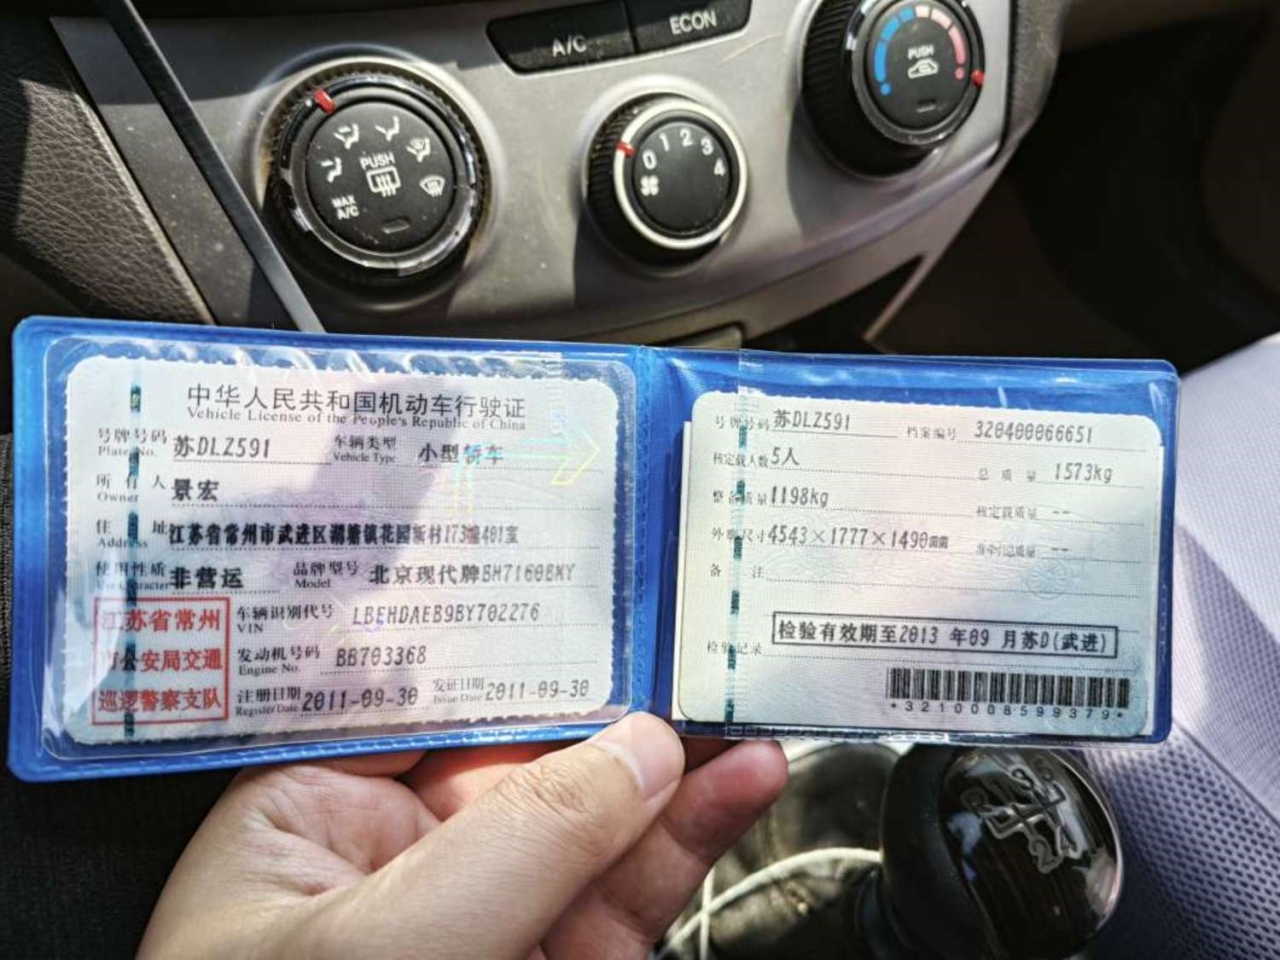 A/C
ECON
PUSH
MAX
A/C
0 1 2 3 4
PUSH
中华人民共和国机动车行驶证
Vehicle License of the People's Republic of China
号牌号码 苏DLZ591 车辆类型 小型轿车
Plate No. Vehicle Type
所有人 景宏
Owner
住址 江苏省常州市武进区湖塘镇花园新村173幢401室
Address
使用性质 非营运 品牌型号 北京现代牌BH7160BMY
Use Character Model
江苏省常州
市公安局交通
巡逻警察支队
车辆识别代号 LBEHDAEB9BY702276
VIN
发动机号码 BB703368
Engine No.
注册日期 2011-09-30 发证日期 2011-09-30
Register Date Issue Date
号牌号码 苏DLZ591 档案编号 320400066651
核定载人数 5人 总质量 1573kg
整备质量 1198kg 核定载质量 --
外廓尺寸 4543×1777×1490mm 准牵引总质量 --
备注
检验记录 检验有效期至2013 年09 月苏D(武进)
*3210008599379*